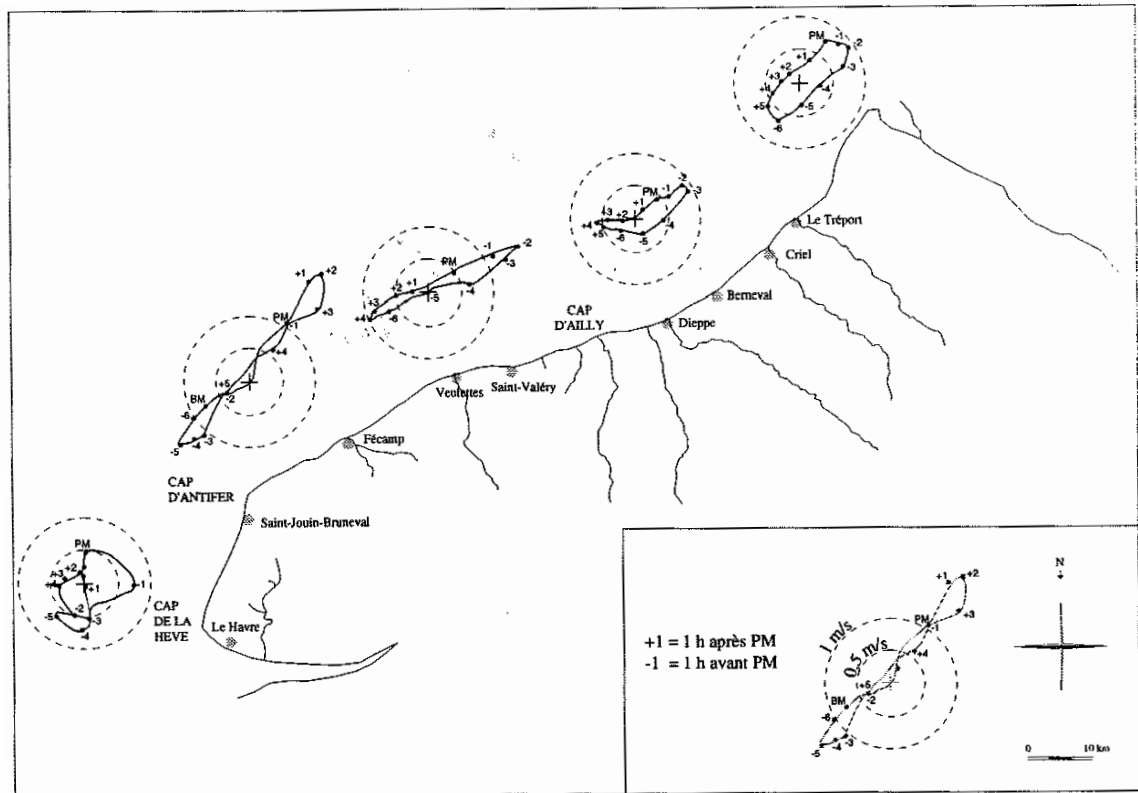 PM
-1
-2
-3
+1
+2
+3
+4
-4
+5
-5
-6
PM
-1
-2
-3
+1
+3
+2
+4
+5
-6
-5
-4
Le Tréport
Criel
Berneval
Dieppe
CAP
D'AILLY
-1
-2
PM
-3
+2
+1
-4
+3
-5
+4
-6
Veulettes
Saint-Valéry
+1
+2
PM
-1
+3
+4
+5
BM
-2
-6
-5
-4
-3
Fécamp
CAP
D'ANTIFER
Saint-Jouin-Bruneval
PM
+3
+2
+4
+1
-1
-5
-2
-3
-4
CAP
DE LA
HEVE
Le Havre
+1 = 1 h après PM
-1 = 1 h avant PM
+1
+2
PM
-1
+3
1 m/s
0.5 m/s
+4
+5
-2
BM
-6
-5
-4
-3
N
0 10 km